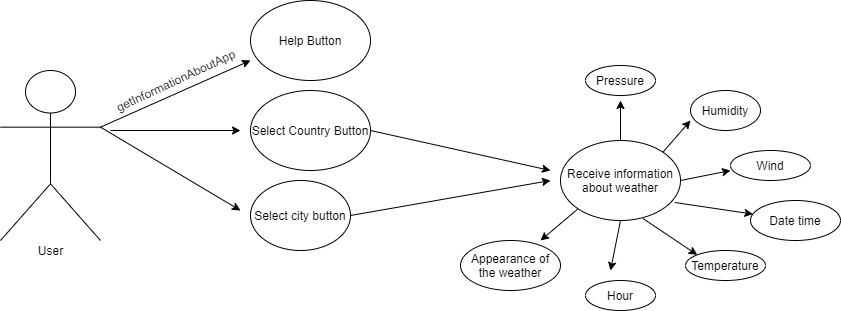 Help Button
getInformationAboutApp
Pressure
Humidity
Select Country Button
Wind
Receive information
about weather
Select city button
Date time
User
Appearance of
the weather
Temperature
Hour